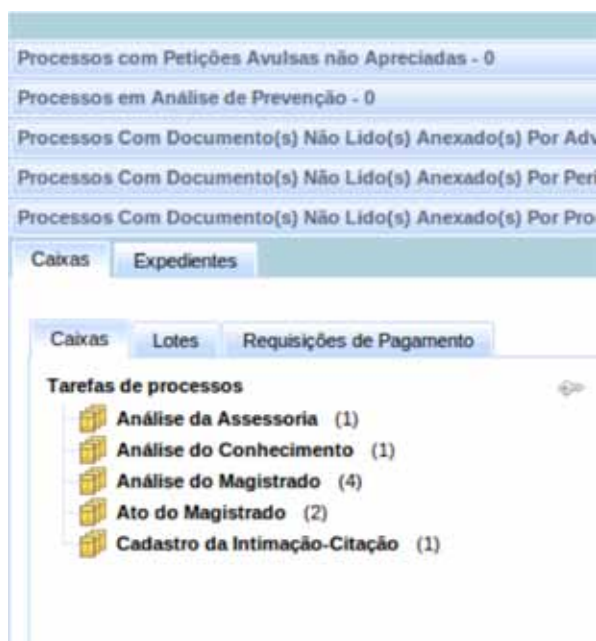 Processos com Petições Avulsas não Apreciadas - 0
Processos em Análise de Prevenção - 0
Processos Com Documento(s) Não Lido(s) Anexado(s) Por Adv
Processos Com Documento(s) Não Lido(s) Anexado(s) Por Peri
Processos Com Documento(s) Não Lido(s) Anexado(s) Por Pro
Caixas Expedientes
Caixas Lotes Requisições de Pagamento
Tarefas de processos
Análise da Assessoria (1)
Análise do Conhecimento (1)
Análise do Magistrado (4)
Ato do Magistrado (2)
Cadastro da Intimação-Citação (1)